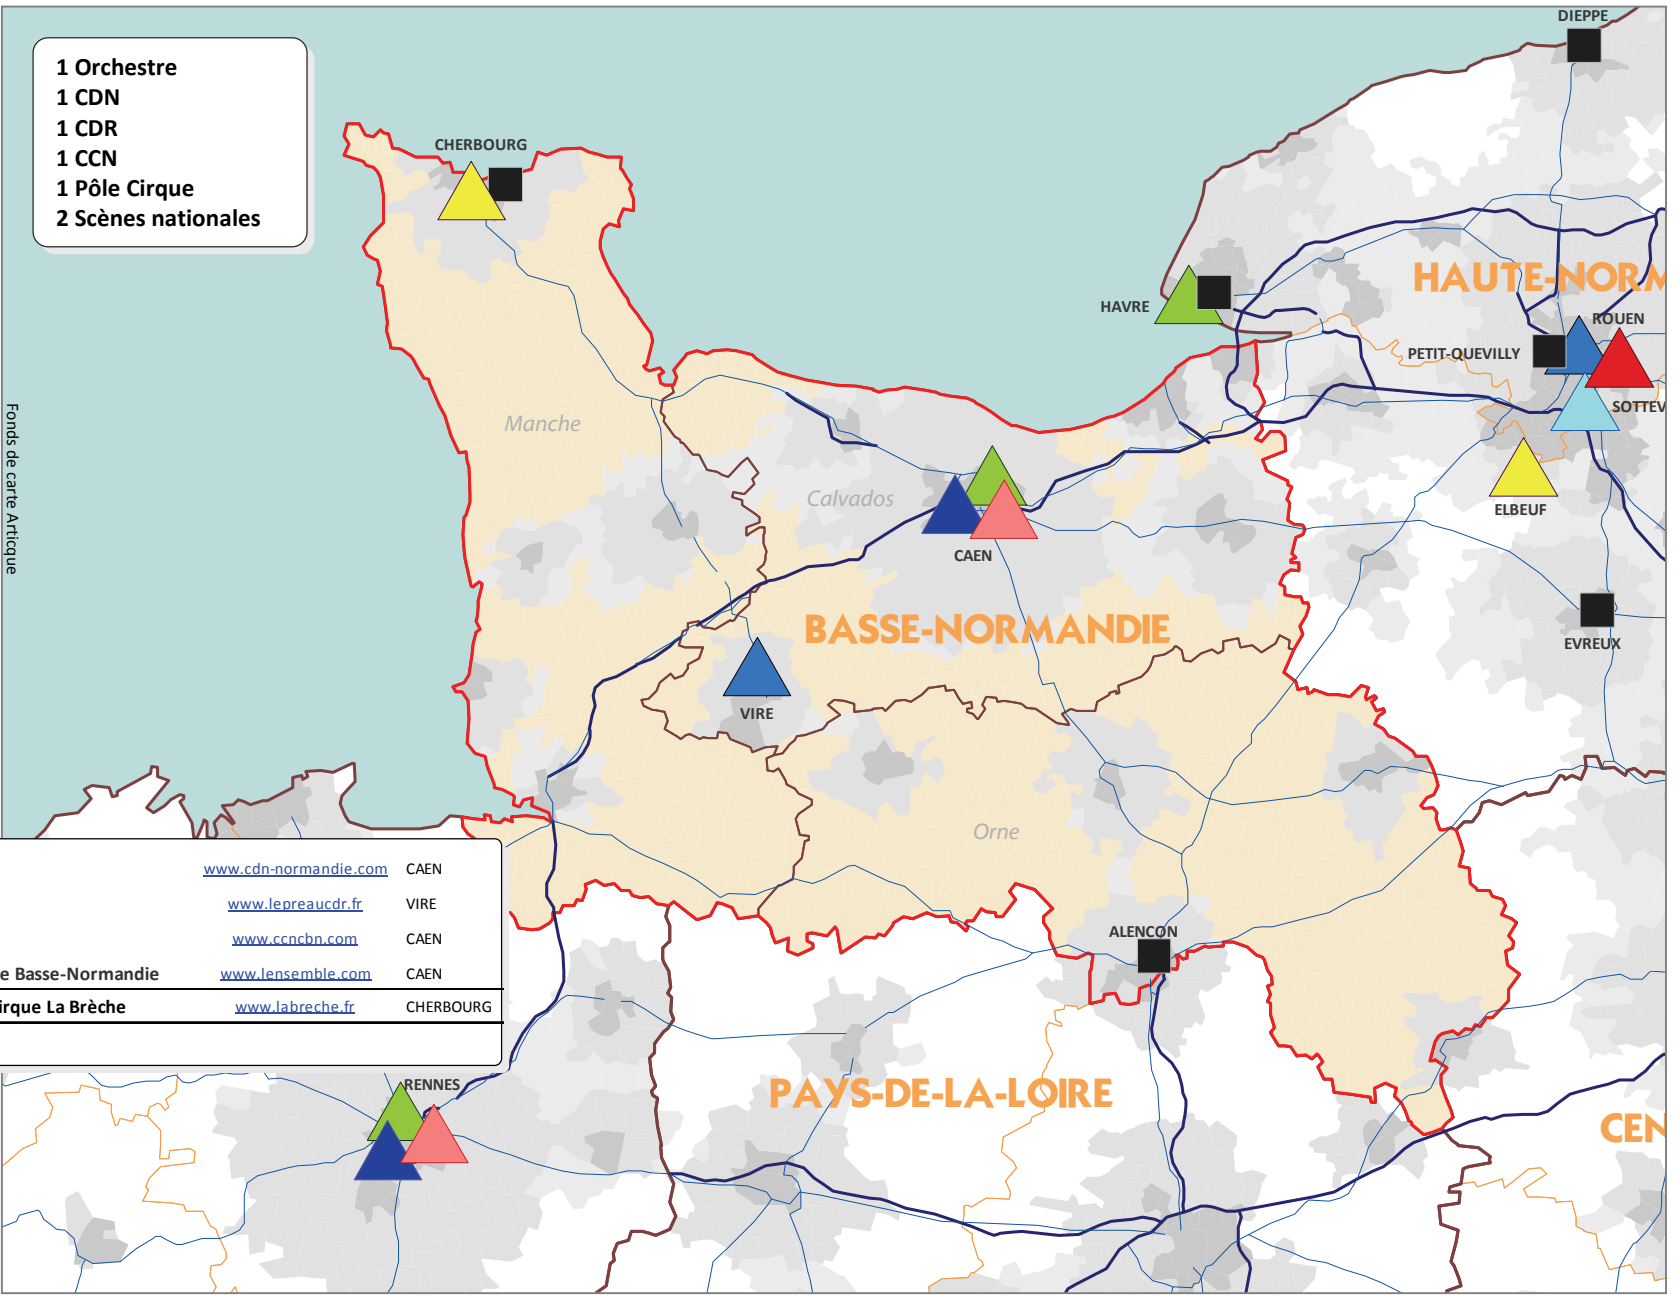 1 Orchestre
1 CDN
1 CDR
1 CCN
1 Pôle Cirque
2 Scènes nationales
DIEPPE
CHERBOURG
HAUTE-NORM
HAVRE
ROUEN
PETIT-QUEVILLY
SOTTEV
Manche
Calvados
CAEN
ELBEUF
Fonds de carte Articque
BASSE-NORMANDIE
EVREUX
VIRE
Orne
ALENCON
www.cdn-normandie.com CAEN
www.lepreaucdr.fr VIRE
www.ccncbn.com CAEN
e Basse-Normandie www.lensemble.com CAEN
irque La Brèche www.labreche.fr CHERBOURG
RENNES
PAYS-DE-LA-LOIRE
CEN